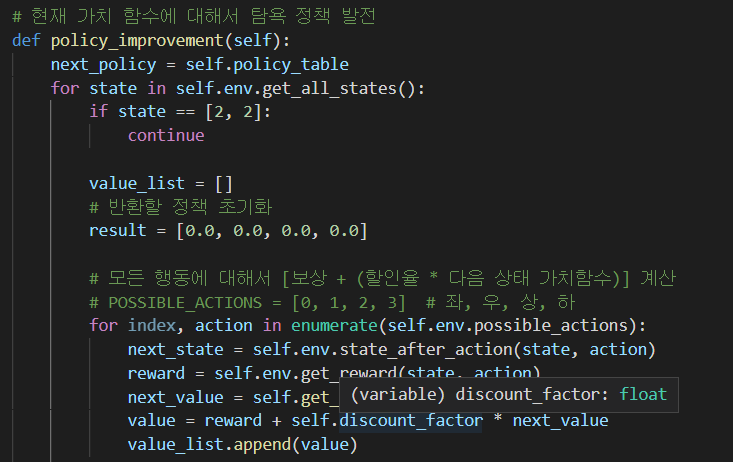 # 현재 가치 함수에 대해서 탐욕 정책 발전
def policy_improvement(self):
    next_policy = self.policy_table
    for state in self.env.get_all_states():
        if state == [2, 2]:
            continue

        value_list = []
        # 반환할 정책 초기화
        result = [0.0, 0.0, 0.0, 0.0]

        # 모든 행동에 대해서 [보상 + (할인율 * 다음 상태 가치함수)] 계산
        # POSSIBLE_ACTIONS = [0, 1, 2, 3]  # 좌, 우, 상, 하
        for index, action in enumerate(self.env.possible_actions):
            next_state = self.env.state_after_action(state, action)
            reward = self.env.get_reward(state, action)
            next_value = self.get_
(variable) discount_factor: float
            value = reward + self.discount_factor * next_value
            value_list.append(value)